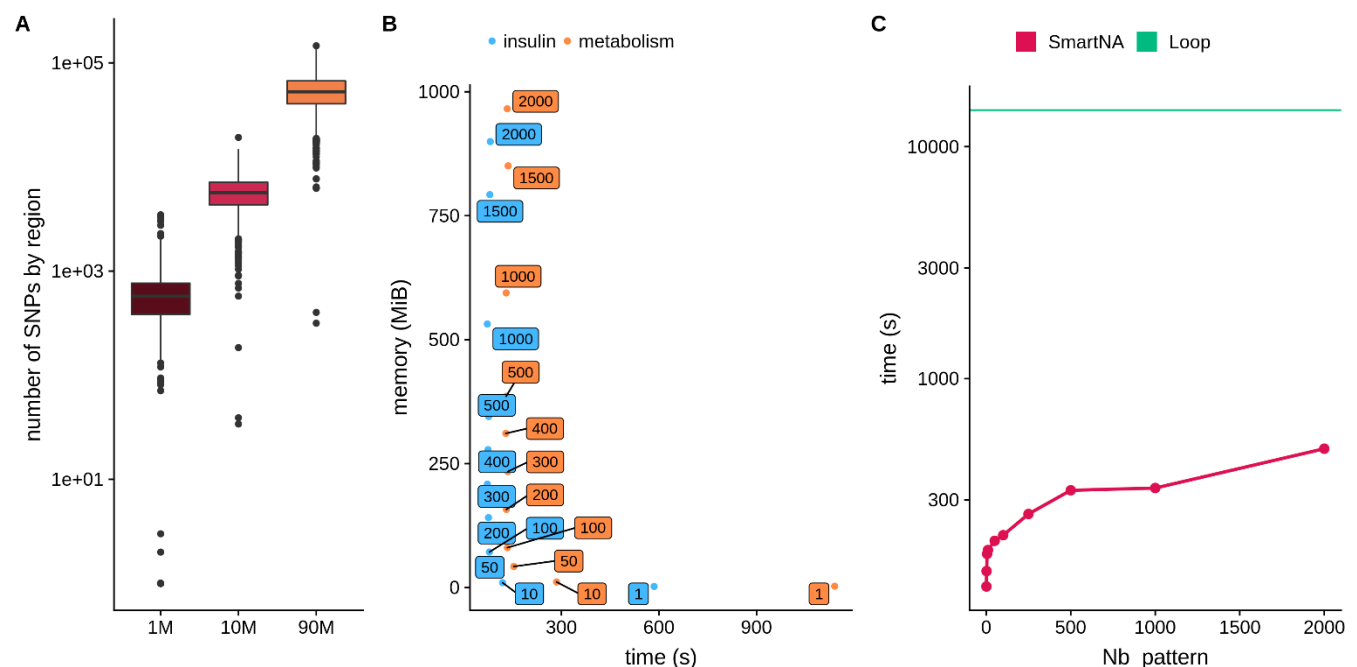 A
number of SNPs by region
1e+05
1e+03
1e+01
1M 10M 90M
B
insulin metabolism
memory (MiB)
1000
750
500
250
0
2000
2000
1500
1500
1000
1000
500
500
400
400 300
300 200
200 100 100
50 50
10 10 1 1
300 600 900
time (s)
C
SmartNA Loop
time (s)
10000
3000
1000
300
0 500 1000 1500 2000
Nb_pattern